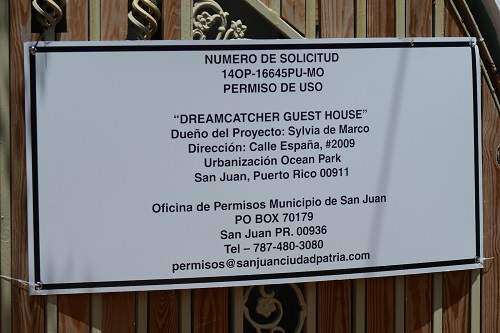 NUMERO DE SOLICITUD
14OP-16645PU-MO
PERMISO DE USO
“DREAMCATCHER GUEST HOUSE”
Dueño del Proyecto: Sylvia de Marco
Dirección: Calle España, #2009
Urbanización Ocean Park
San Juan, Puerto Rico 00911
Oficina de Permisos Municipio de San Juan
PO BOX 70179
San Juan PR. 00936
Tel – 787-480-3080
permisos@sanjuanciudadpatria.com